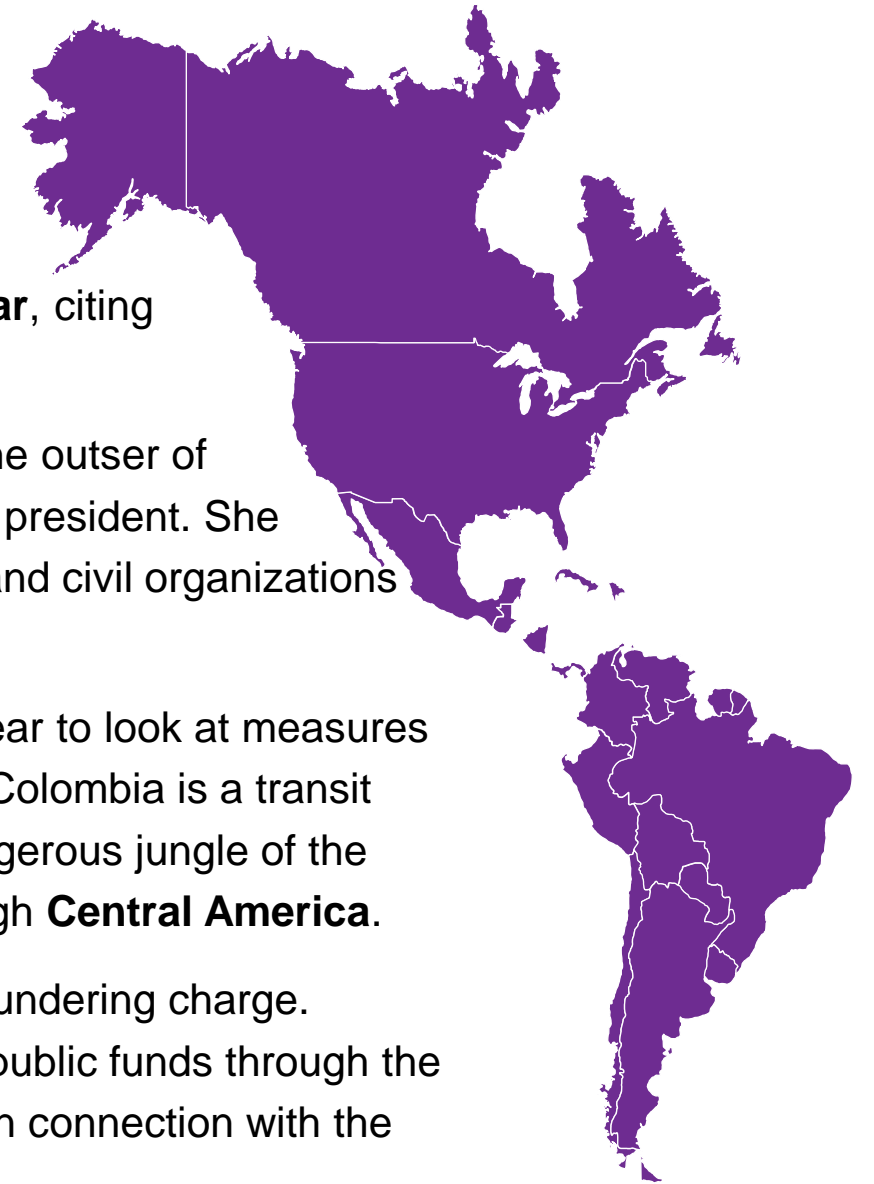 ar, citing
ne outser of
president. She
and civil organizations
ear to look at measures
Colombia is a transit
gerous jungle of the
gh Central America.
undering charge.
public funds through the
n connection with the